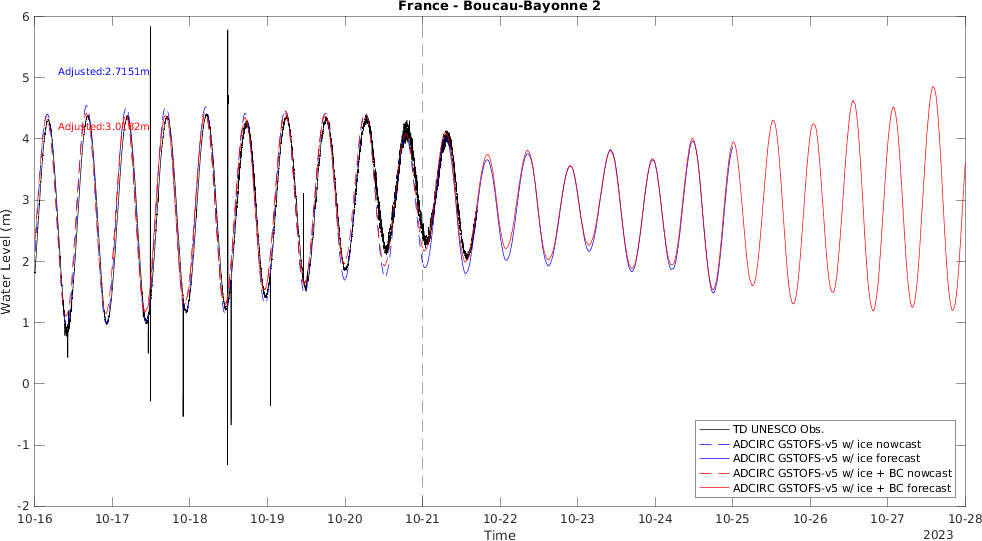 France - Boucau-Bayonne 2
6
5
4
3
2
1
0
-1
-2
Water Level (m)
Adjusted:2.7151m
Adjusted:3.0182m
TD UNESCO Obs.
ADCIRC GSTOFS-v5 w/ ice nowcast
ADCIRC GSTOFS-v5 w/ ice forecast
ADCIRC GSTOFS-v5 w/ ice + BC nowcast
ADCIRC GSTOFS-v5 w/ ice + BC forecast
10-16 10-17 10-18 10-19 10-20 10-21 10-22 10-23 10-24 10-25 10-26 10-27 10-28
Time
2023